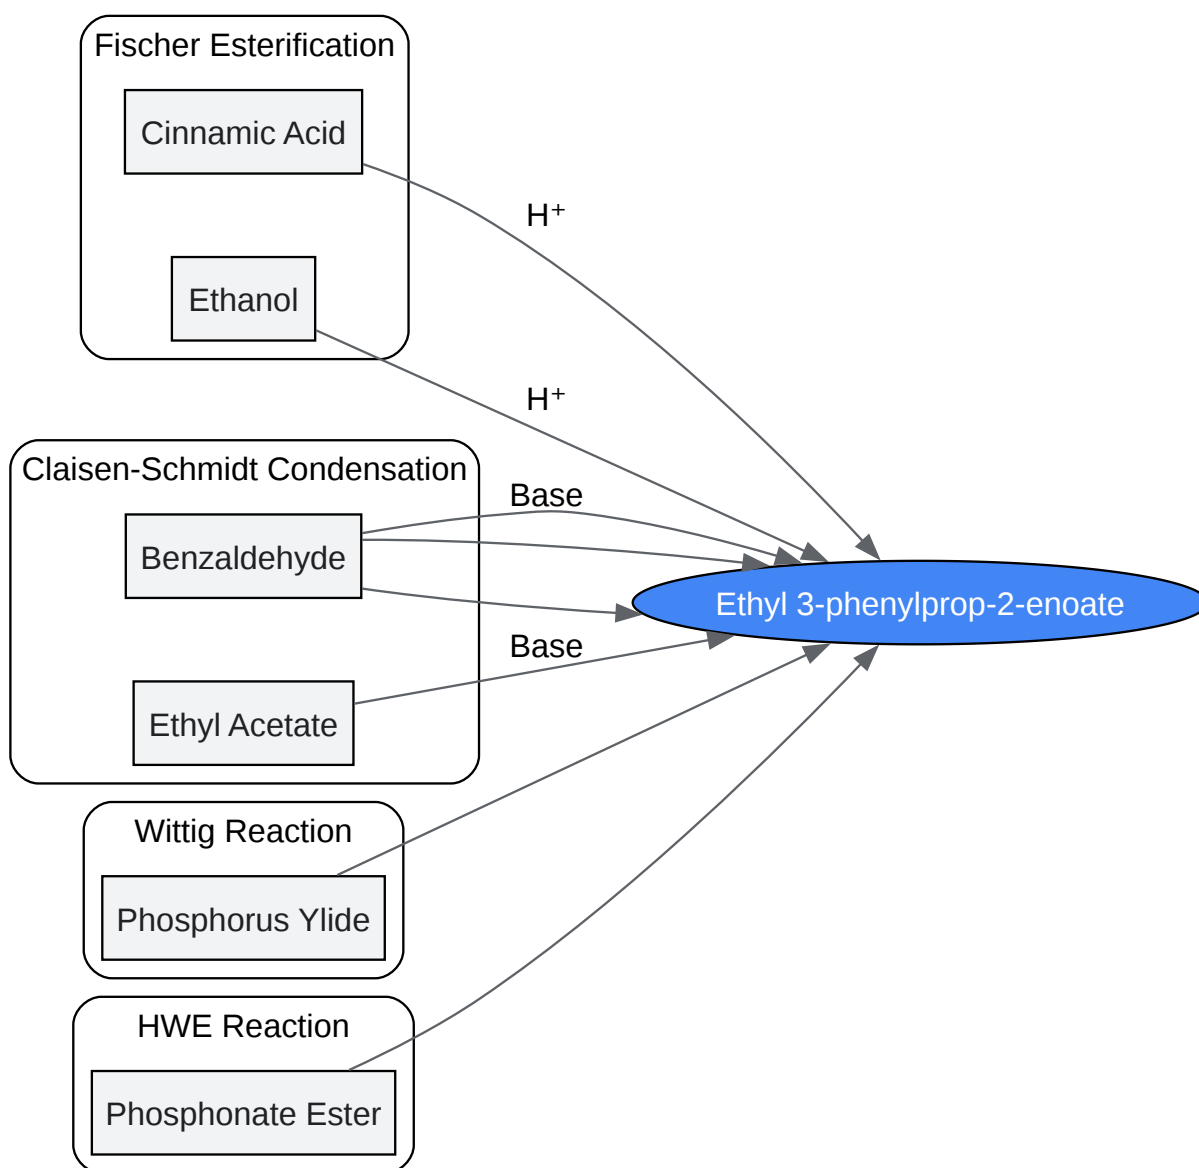 Fischer Esterification
Cinnamic Acid
H⁺
Ethanol
H⁺
Claisen-Schmidt Condensation
Base
Benzaldehyde
Ethyl 3-phenylprop-2-enoate
Base
Ethyl Acetate
Wittig Reaction
Phosphorus Ylide
HWE Reaction
Phosphonate Ester